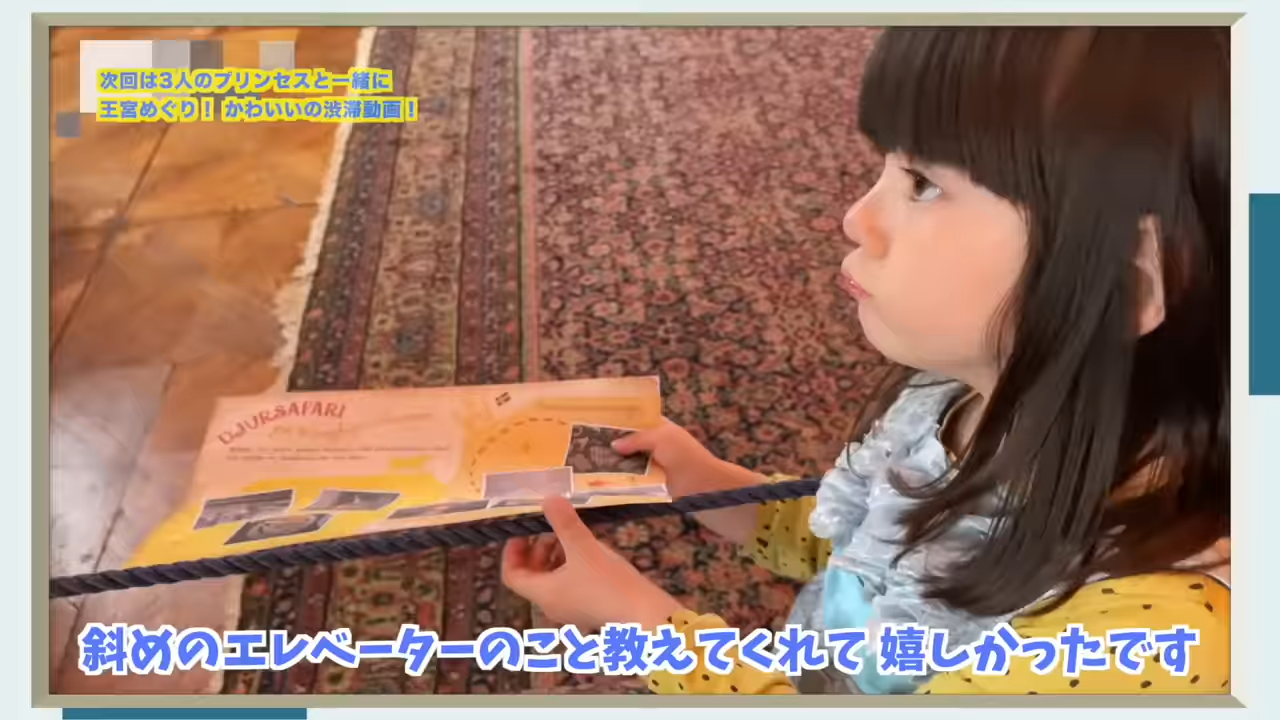 次回は3人のプリンセスと一緒に
王宮めぐり！かわいいの渋滞動画！
DJURSAFARI
斜めのエレベーターのこと教えてくれて 嬉しかったです